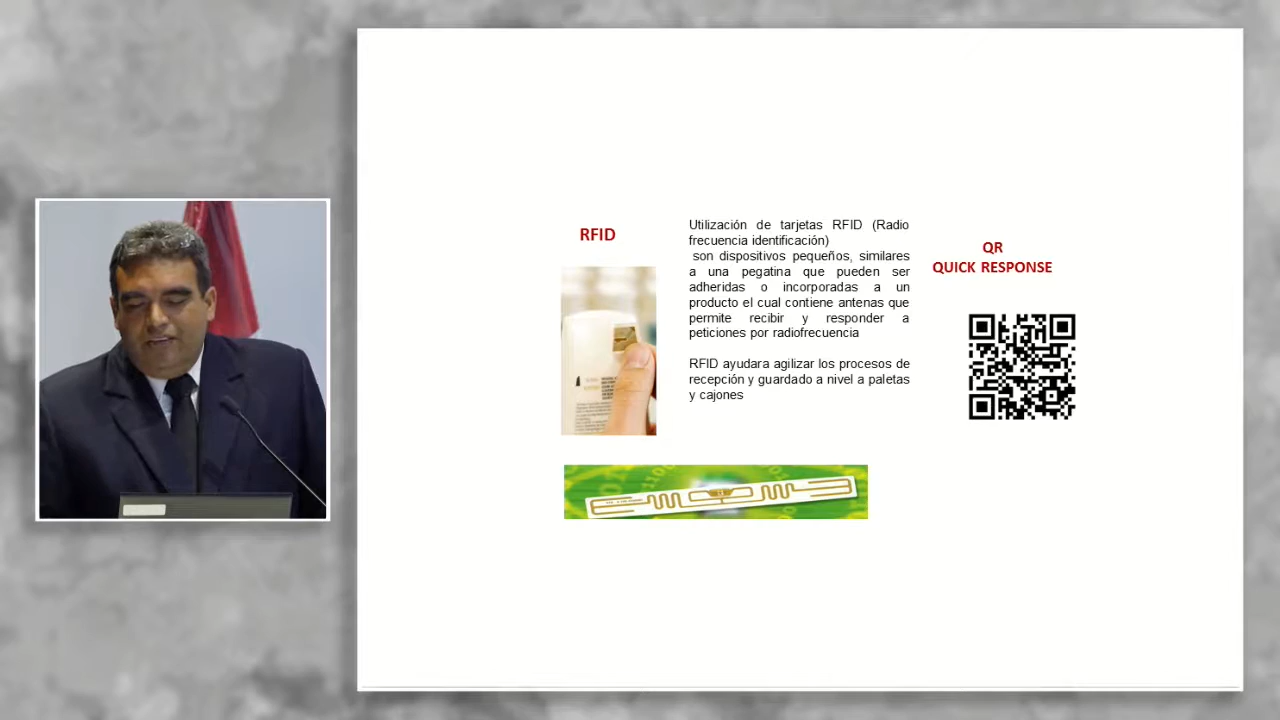 RFID
Utilización de tarjetas RFID (Radio
frecuencia identificación)
son dispositivos pequeños, similares
a una pegatina que pueden ser
adheridas o incorporadas a un
producto el cual contiene antenas que
permite recibir y responder a
peticiones por radiofrecuencia
RFID ayudara agilizar los procesos de
recepción y guardado a nivel a paletas
y cajones
QR
QUICK RESPONSE